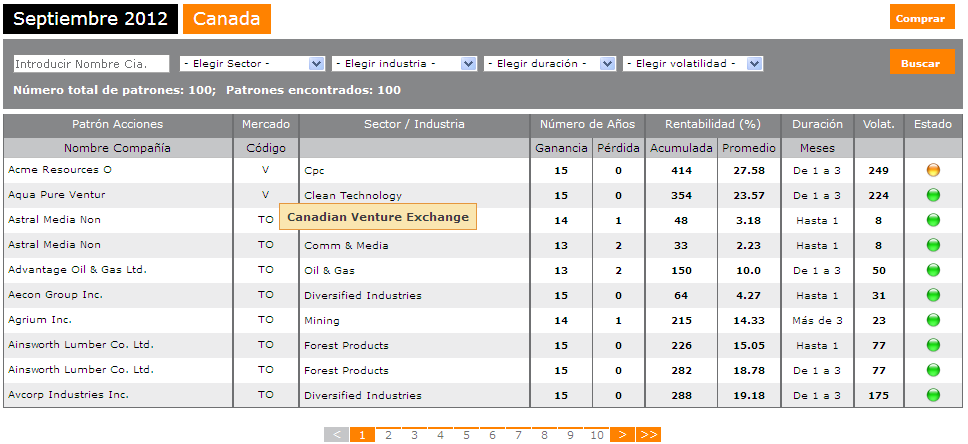 Septiembre 2012 Canada Comprar
Introducir Nombre Cia. - Elegir Sector - - Elegir industria - - Elegir duración - - Elegir volatilidad - Buscar
Número total de patrones: 100; Patrones encontrados: 100
Patrón Acciones Mercado Sector / Industria Número de Años Rentabilidad (%) Duración Volat. Estado
Nombre Compañía Código Ganancia Pérdida Acumulada Promedio Meses
Acme Resources O V Cpc 15 0 414 27.58 De 1 a 3 249
Aqua Pure Ventur V Clean Technology 15 0 354 23.57 De 1 a 3 224
Astral Media Non TO Canadian Venture Exchange 14 1 48 3.18 Hasta 1 8
Astral Media Non TO Comm & Media 13 2 33 2.23 Hasta 1 8
Advantage Oil & Gas Ltd. TO Oil & Gas 13 2 150 10.0 De 1 a 3 50
Aecon Group Inc. TO Diversified Industries 15 0 64 4.27 Hasta 1 31
Agrium Inc. TO Mining 14 1 215 14.33 Más de 3 23
Ainsworth Lumber Co. Ltd. TO Forest Products 15 0 226 15.05 Hasta 1 77
Ainsworth Lumber Co. Ltd. TO Forest Products 15 0 282 18.78 De 1 a 3 77
Avcorp Industries Inc. TO Diversified Industries 15 0 288 19.18 De 1 a 3 175
< 1 2 3 4 5 6 7 8 9 10 > >>